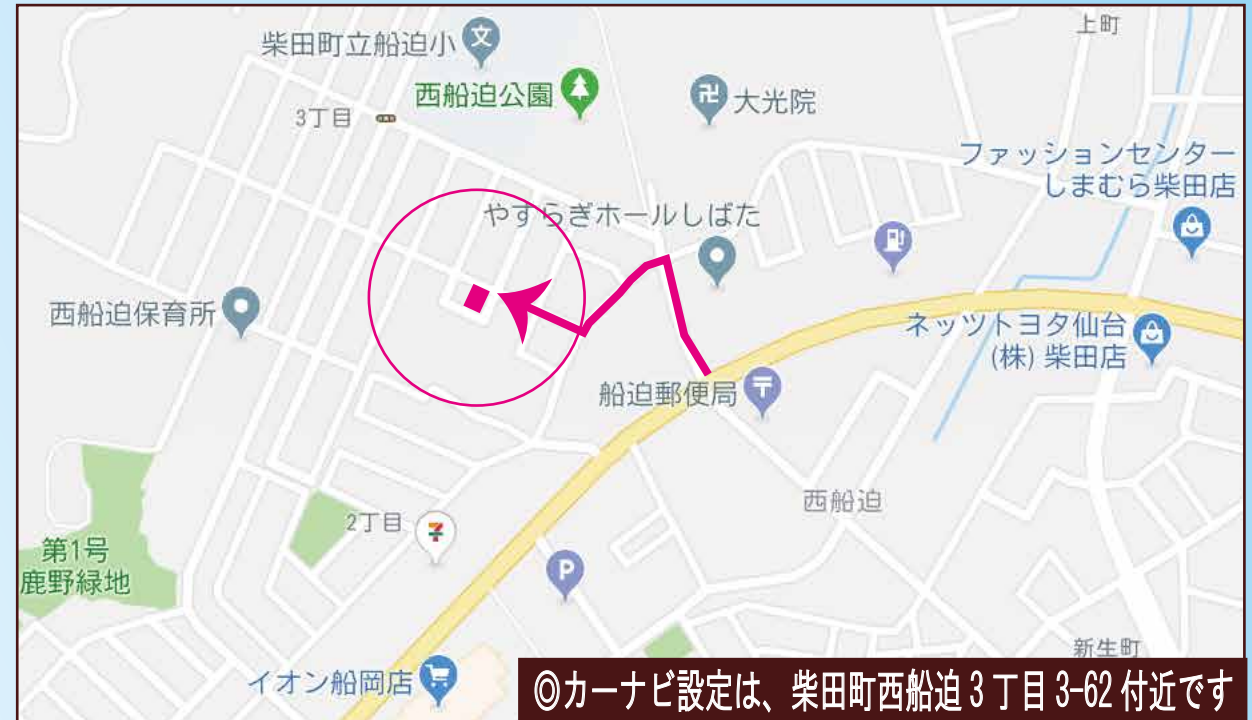 上町
柴田町立船迫小
文
西船迫公園
卍
大光院
3丁目
ファッションセンター
しまむら柴田店
やすらぎホールしばた
西船迫保育所
ネッツトヨタ仙台
(株) 柴田店
船迫郵便局
〒
西船迫
2丁目
7
第1号
鹿野緑地
P
新生町
イオン船岡店
◎カーナビ設定は、柴田町西船迫3丁目3-62付近です